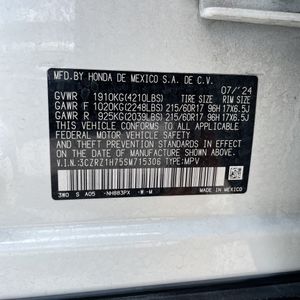 MFD.BY HONDA DE MEXICO S.A. DE C.V.
07/'24
GVWR 1910KG(4210LBS) TIRE SIZE RIM SIZE
GAWR F 1020KG(2248LBS) 215/60R17 96H 17X6.5J
GAWR R 925KG(2039LBS) 215/60R17 96H 17X6.5J
THIS VEHICLE CONFORMS TO ALL APPLICABLE
FEDERAL MOTOR VEHICLE SAFETY, BUMPER,
AND THEFT PREVENTION STANDARDS IN EFFECT
ON THE DATE OF MANUFACTURE SHOWN ABOVE.
V.I.N.:3CZRZ1H75SM715306 TYPE:MPV
3W0 S A05 -NH883PX -W -M
MADE IN MEXICO